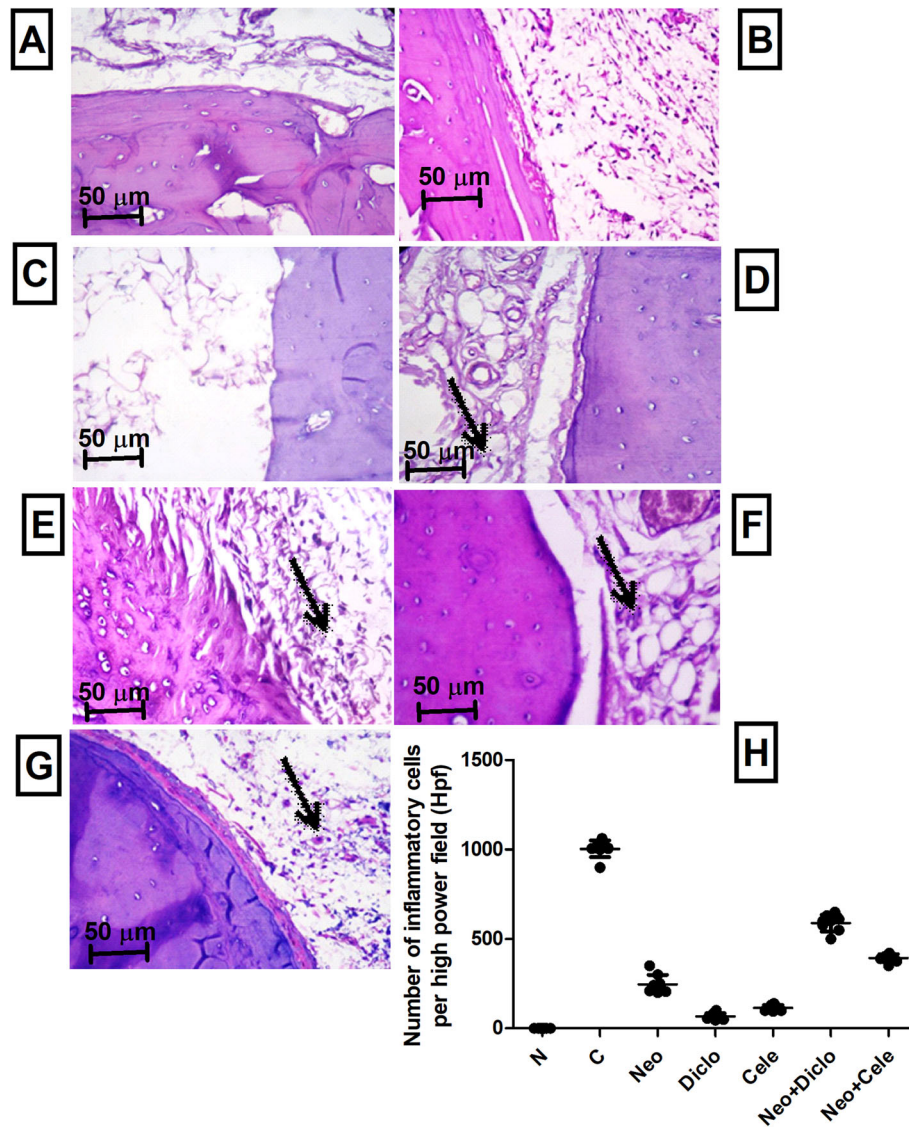 A
B
50 μm
50 μm
C
D
50 μm
50 μm
E
F
50 μm
50 μm
G
H
50 μm
Number of inflammatory cells
per high power field (Hpf)
1500
1000
500
0
N
C
Neo
Diclo
Cele
Neo+Diclo
Neo+Cele